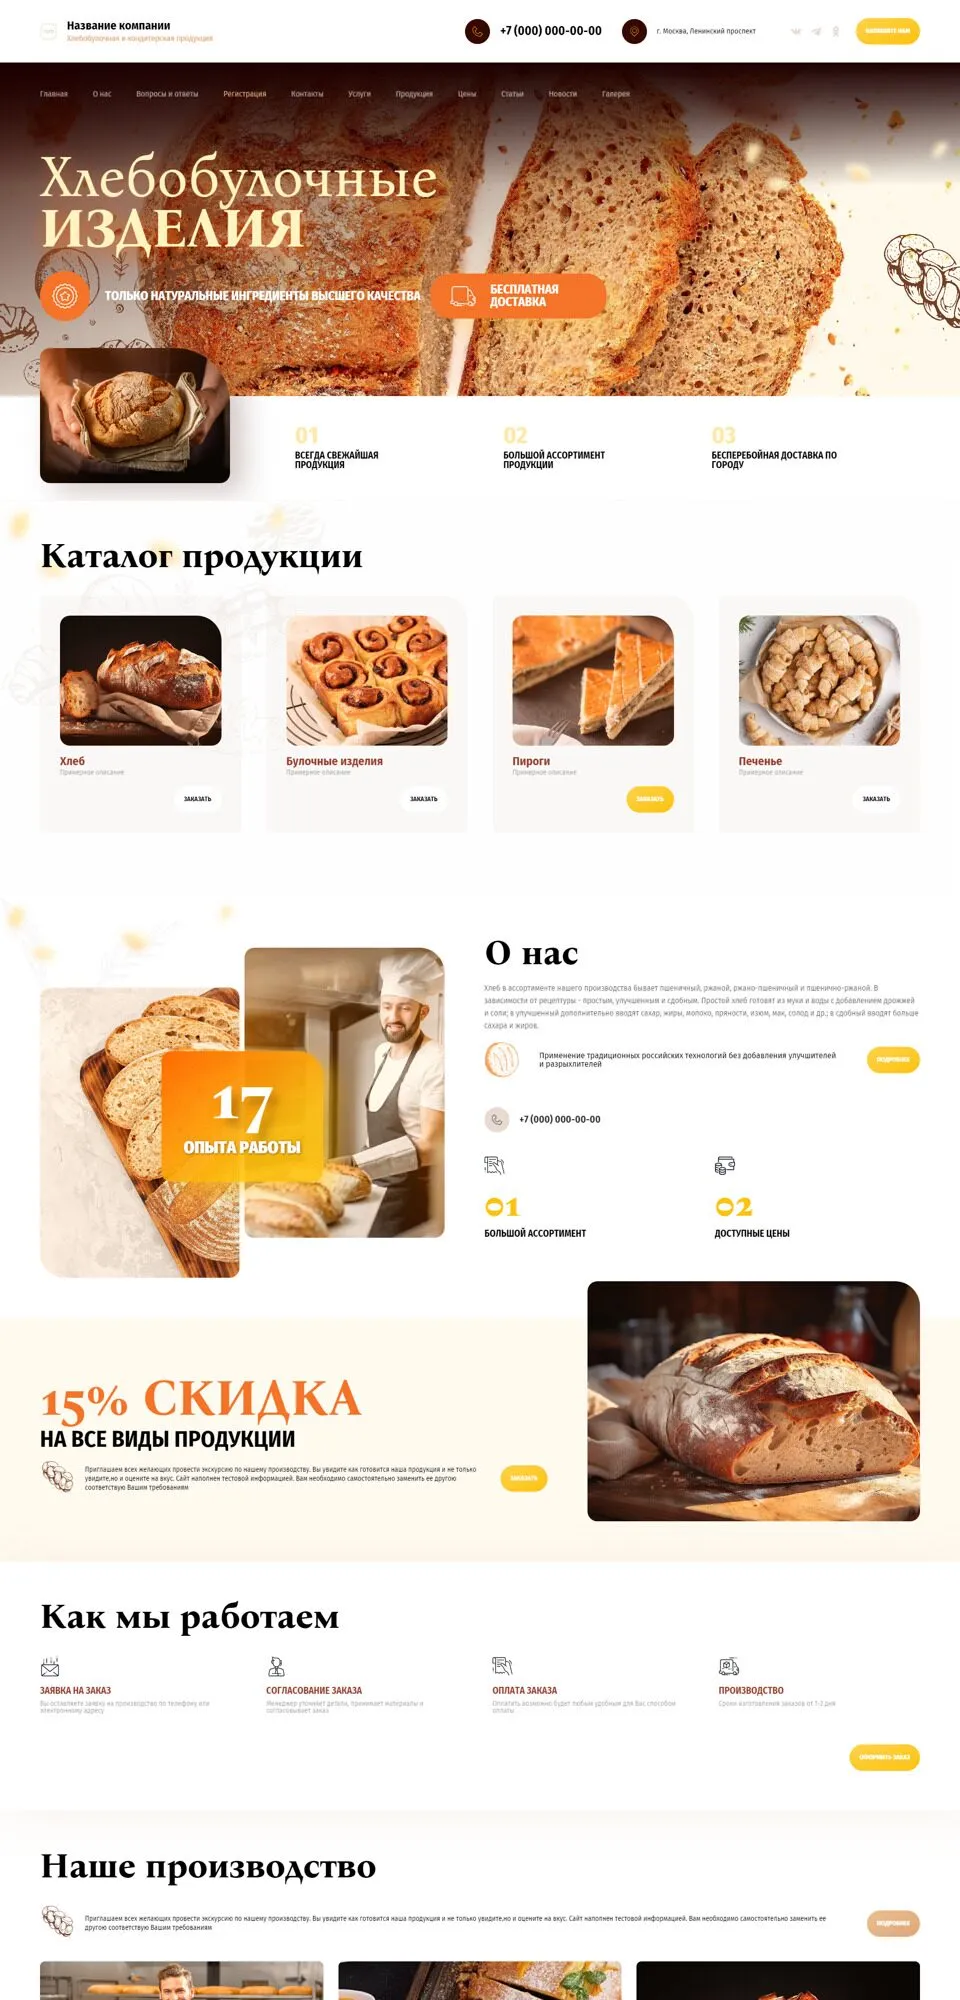 Название компании
Хлебобулочная и кондитерская продукция
+7 (000) 000-00-00
г. Москва, Ленинский проспект
НАПИШИТЕ НАМ
Главная
О нас
Вопросы и ответы
Регистрация
Контакты
Услуги
Продукция
Цены
Статьи
Новости
Галерея
Хлебобулочные
ИЗДЕЛИЯ
ТОЛЬКО НАТУРАЛЬНЫЕ ИНГРЕДИЕНТЫ ВЫСШЕГО КАЧЕСТВА
БЕСПЛАТНАЯ
ДОСТАВКА
01
ВСЕГДА СВЕЖАЙШАЯ
ПРОДУКЦИЯ
02
БОЛЬШОЙ АССОРТИМЕНТ
ПРОДУКЦИИ
03
БЕСПЕРЕБОЙНАЯ ДОСТАВКА ПО
ГОРОДУ
Каталог продукции
Хлеб
Примерное описание
ЗАКАЗАТЬ
Булочные изделия
Примерное описание
ЗАКАЗАТЬ
Пироги
Примерное описание
ЗАКАЗАТЬ
Печенье
Примерное описание
ЗАКАЗАТЬ
17
ОПЫТА РАБОТЫ
О нас
Хлеб в ассортименте нашего производства бывает пшеничный, ржаной, ржано-пшеничный и пшенично-ржаной. В
зависимости от рецептуры - простым, улучшенным и сдобным. Простой хлеб готовят из муки и воды с добавлением дрожжей
и соли; в улучшенный дополнительно вводят сахар, жиры, молоко, пряности, изюм, мак, солод и др.; в сдобный вводят больше
сахара и жиров.
Применение традиционных российских технологий без добавления улучшителей
и разрыхлителей
ПОДРОБНЕЕ
+7 (000) 000-00-00
01
БОЛЬШОЙ АССОРТИМЕНТ
02
ДОСТУПНЫЕ ЦЕНЫ
15% СКИДКА
НА ВСЕ ВИДЫ ПРОДУКЦИИ
Приглашаем всех желающих провести экскурсию по нашему производству. Вы увидите как готовится наша продукция и не только
увидите,но и оцените на вкус. Сайт наполнен тестовой информацией. Вам необходимо самостоятельно заменить ее другою
соответствую Вашим требованиям
ЗАКАЗАТЬ
Как мы работаем
ЗАЯВКА НА ЗАКАЗ
Вы оставляете заявку на производство по телефону или
электронному адресу
СОГЛАСОВАНИЕ ЗАКАЗА
Менеджер уточняет детали, принимает материалы и
согласовывает заказ
ОПЛАТА ЗАКАЗА
Оплатить возможно будет любым удобным для Вас способом
оплаты
ПРОИЗВОДСТВО
Сроки изготовления заказов от 1-2 дня
ОФОРМИТЬ ЗАКАЗ
Наше производство
Приглашаем всех желающих провести экскурсию по нашему производству. Вы увидите как готовится наша продукция и не только увидите,но и оцените на вкус. Сайт наполнен тестовой информацией. Вам необходимо самостоятельно заменить ее
другою соответствую Вашим требованиям
ПОДРОБНЕЕ